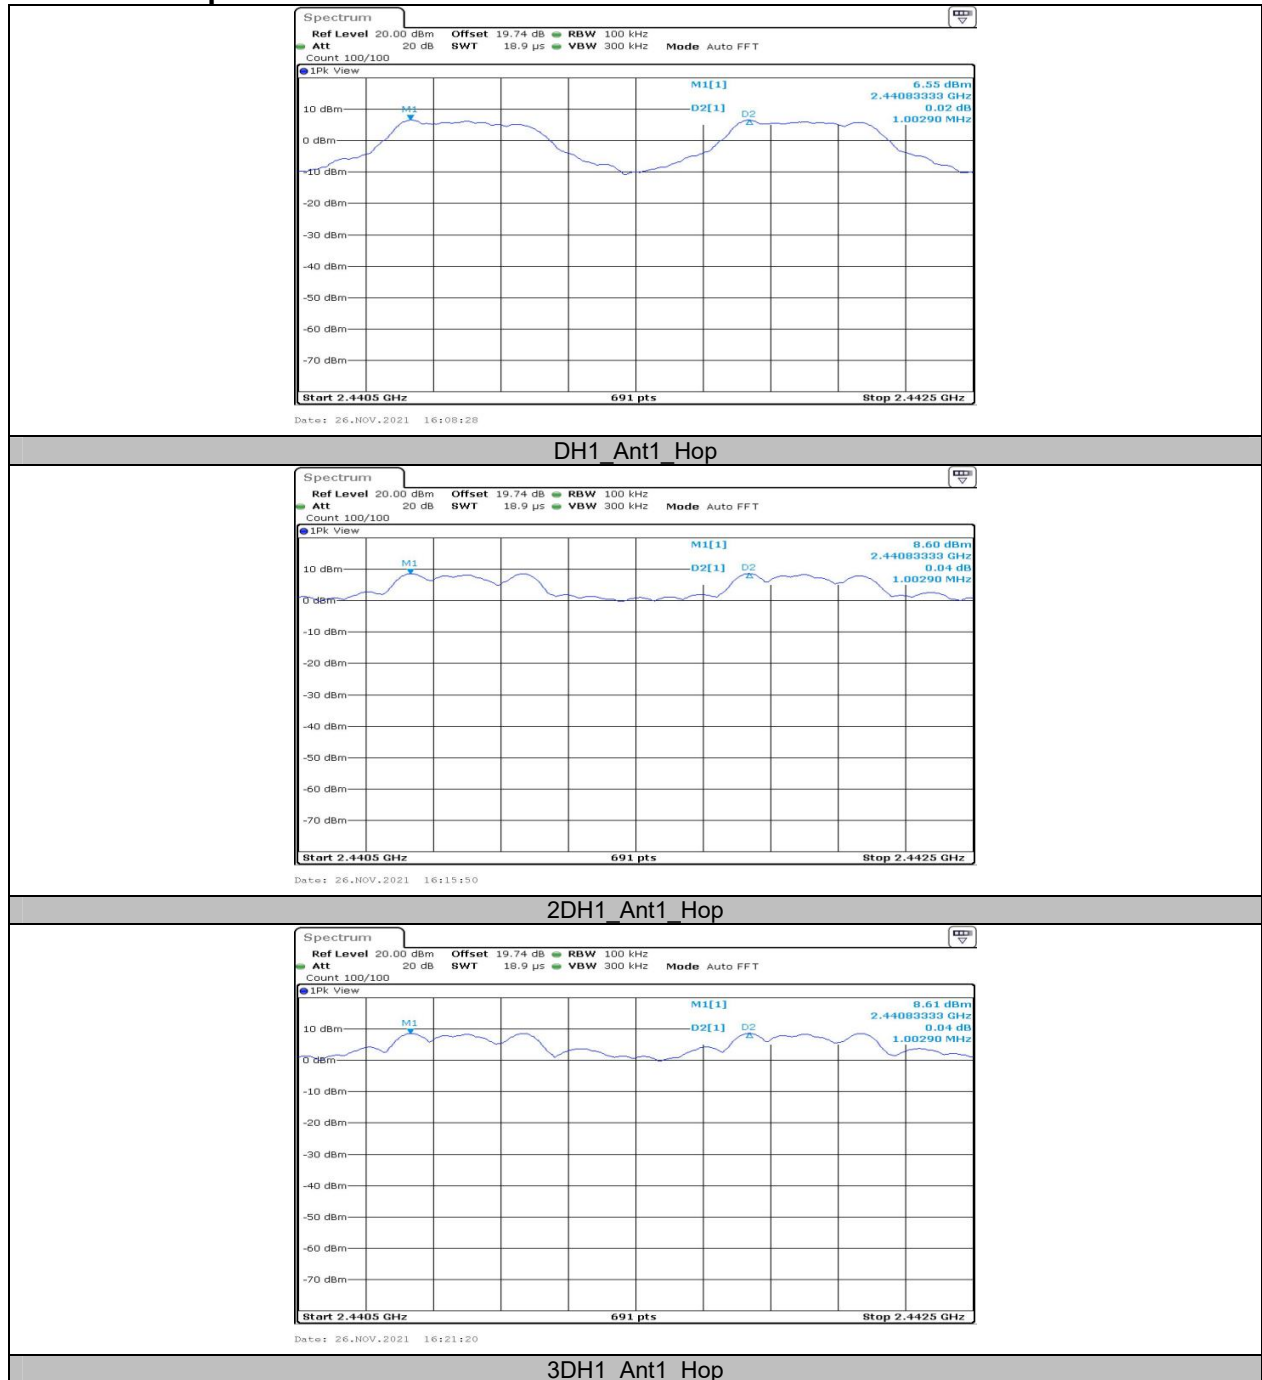 Spectrum
Ref Level 20.00 dBm Offset 19.74 dB RBW 100 kHz
Att 20 dB SWT 18.9 µs VBW 300 kHz Mode Auto FFT
Count 100/100
1Pk View
M1[1] 6.55 dBm
2.44083333 GHz
10 dBm M1 D2[1] D2 0.02 dB
1.00290 MHz
0 dBm
-10 dBm
-20 dBm
-30 dBm
-40 dBm
-50 dBm
-60 dBm
-70 dBm
Start 2.4405 GHz 691 pts Stop 2.4425 GHz
Date: 26.NOV.2021 16:08:28
DH1_Ant1_Hop
Spectrum
Ref Level 20.00 dBm Offset 19.74 dB RBW 100 kHz
Att 20 dB SWT 18.9 µs VBW 300 kHz Mode Auto FFT
Count 100/100
1Pk View
M1[1] 8.60 dBm
2.44083333 GHz
10 dBm M1 D2[1] D2 0.04 dB
1.00290 MHz
0 dBm
-10 dBm
-20 dBm
-30 dBm
-40 dBm
-50 dBm
-60 dBm
-70 dBm
Start 2.4405 GHz 691 pts Stop 2.4425 GHz
Date: 26.NOV.2021 16:15:50
2DH1_Ant1_Hop
Spectrum
Ref Level 20.00 dBm Offset 19.74 dB RBW 100 kHz
Att 20 dB SWT 18.9 µs VBW 300 kHz Mode Auto FFT
Count 100/100
1Pk View
M1[1] 8.61 dBm
2.44083333 GHz
10 dBm M1 D2[1] D2 0.04 dB
1.00290 MHz
0 dBm
-10 dBm
-20 dBm
-30 dBm
-40 dBm
-50 dBm
-60 dBm
-70 dBm
Start 2.4405 GHz 691 pts Stop 2.4425 GHz
Date: 26.NOV.2021 16:21:20
3DH1_Ant1_Hop